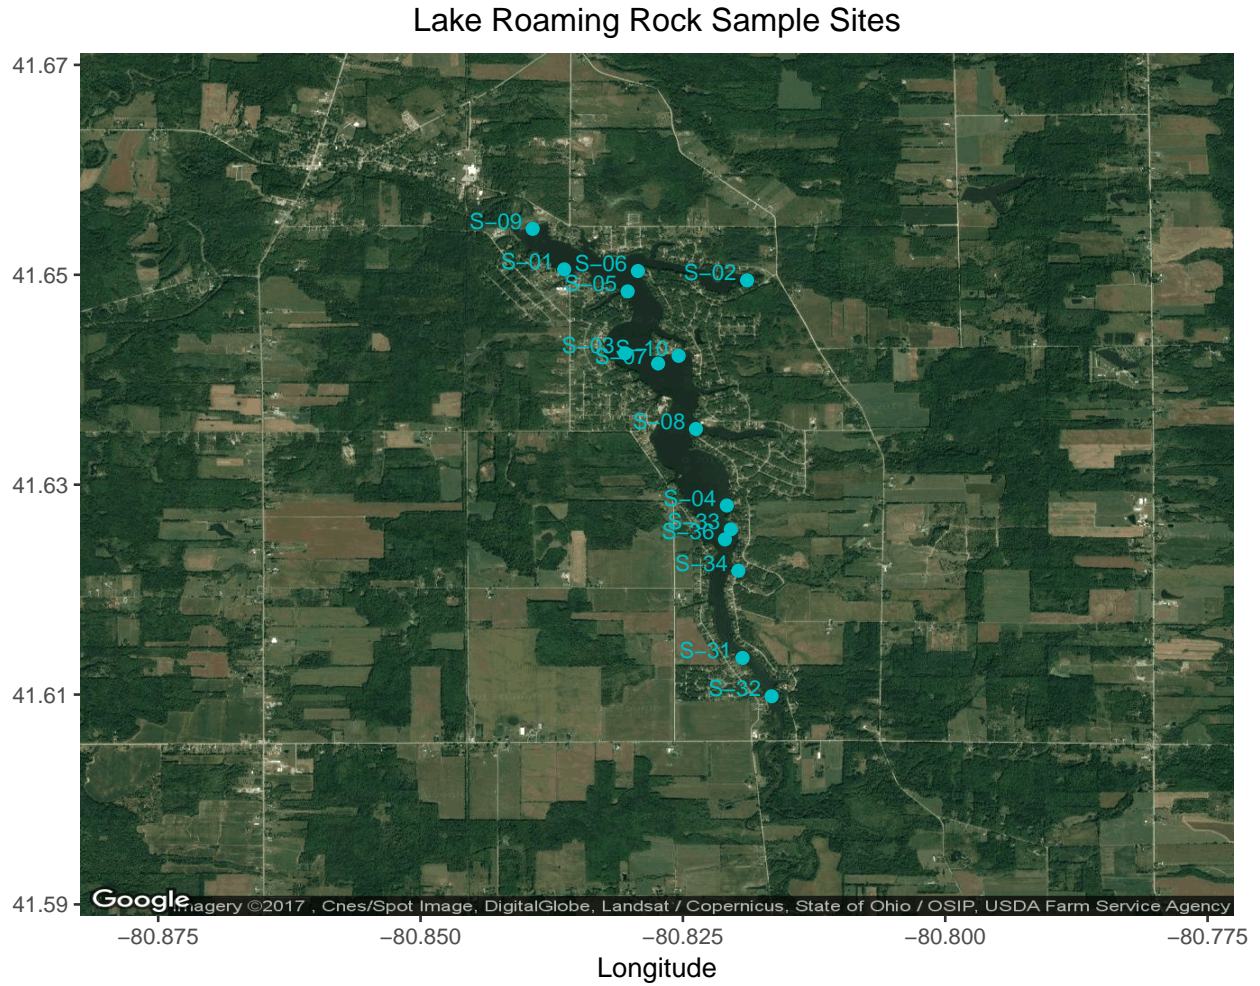 Lake Roaming Rock Sample Sites
41.67
41.65
41.63
41.61
41.59
S−09
S−01
S−06
S−02
S−05
S−03
S−10
S−07
S−08
S−04
S−33
S−36
S−34
S−31
S−32
Google
Imagery ©2017 , Cnes/Spot Image, DigitalGlobe, Landsat / Copernicus, State of Ohio / OSIP, USDA Farm Service Agency
−80.875
−80.850
−80.825
−80.800
−80.775
Longitude